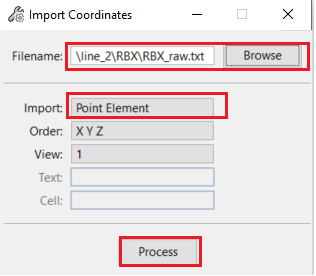 Import Coordinates
Filename: \line_2\RBX\RBX_raw.txt Browse
Import: Point Element
Order: X Y Z
View: 1
Text:
Cell:
Process